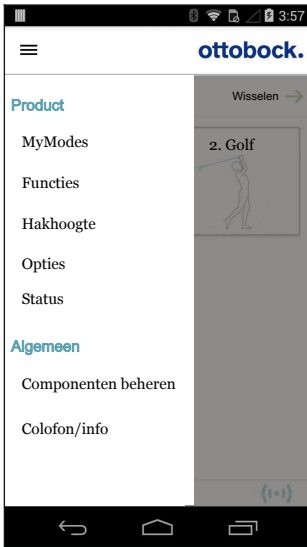 3:57
ottobock.
Wisselen
Product
MyModes
2. Golf
Functies
Hakhoogte
Opties
Status
Algemeen
Componenten beheren
Colofon/info